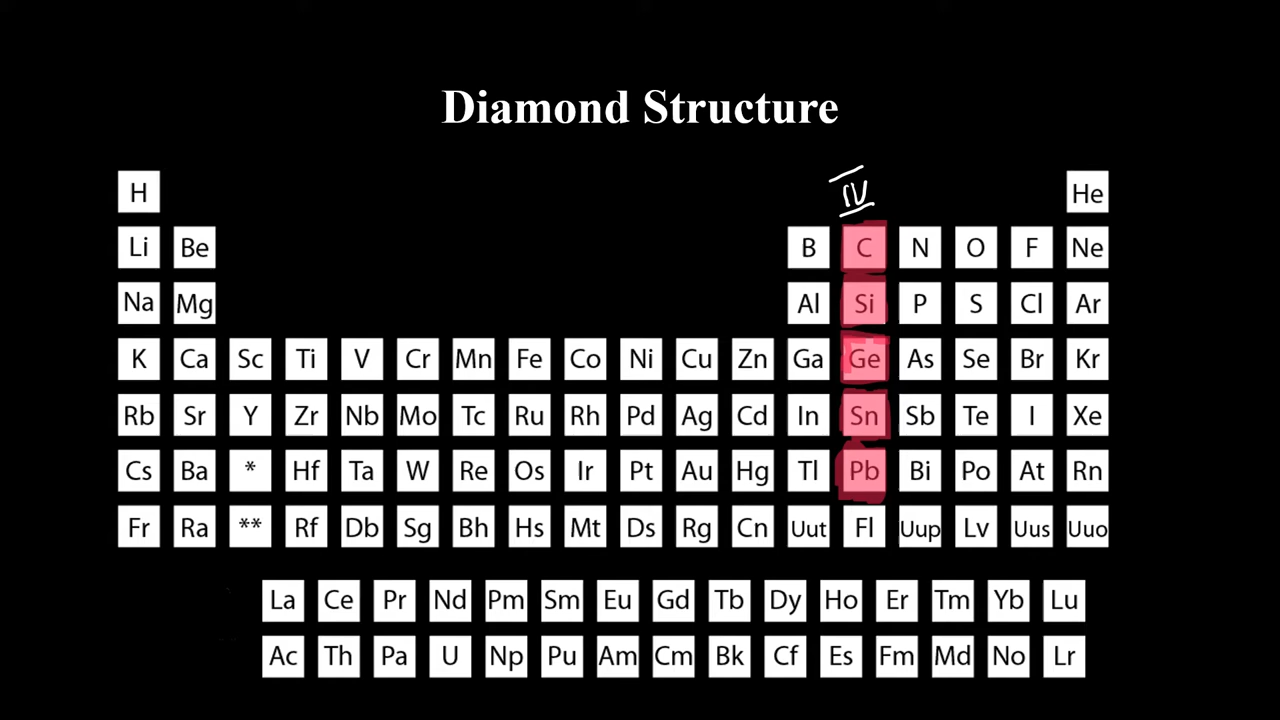 Diamond Structure
IV
H He
Li Be B C N O F Ne
Na Mg Al Si P S Cl Ar
K Ca Sc Ti V Cr Mn Fe Co Ni Cu Zn Ga Ge As Se Br Kr
Rb Sr Y Zr Nb Mo Tc Ru Rh Pd Ag Cd In Sn Sb Te I Xe
Cs Ba * Hf Ta W Re Os Ir Pt Au Hg Tl Pb Bi Po At Rn
Fr Ra ** Rf Db Sg Bh Hs Mt Ds Rg Cn Uut Fl Uup Lv Uus Uuo
La Ce Pr Nd Pm Sm Eu Gd Tb Dy Ho Er Tm Yb Lu
Ac Th Pa U Np Pu Am Cm Bk Cf Es Fm Md No Lr